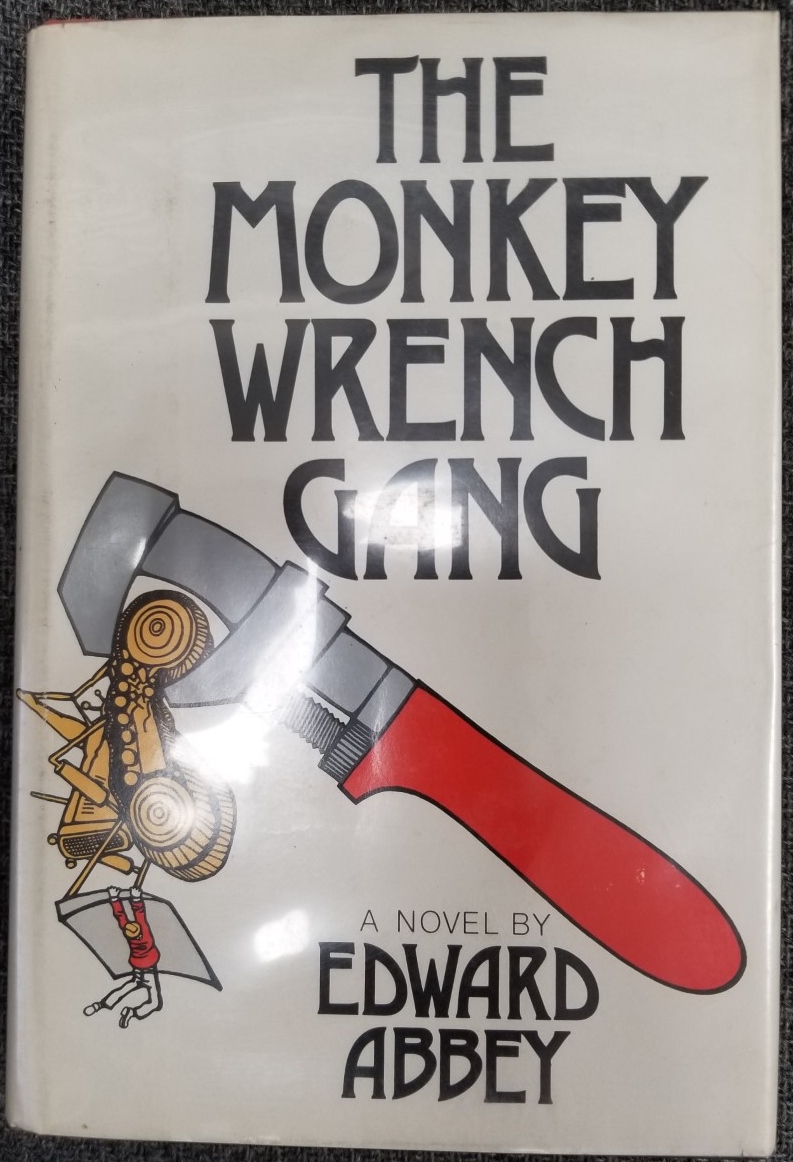 THE
MONKEY
WRENCH
GANG
A NOVEL BY
EDWARD
ABBEY